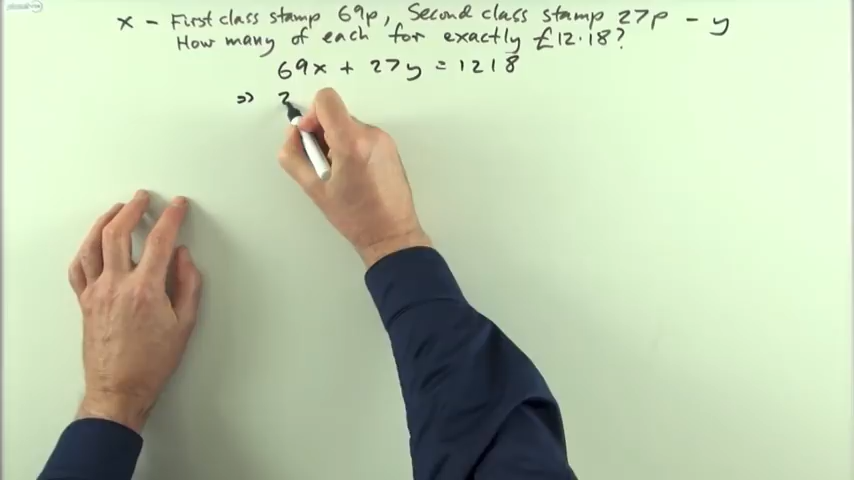 x - First class stamp 69p, Second class stamp 27p - y
How many of each for exactly £12.18?
69x + 27y = 1218
⇒ 2